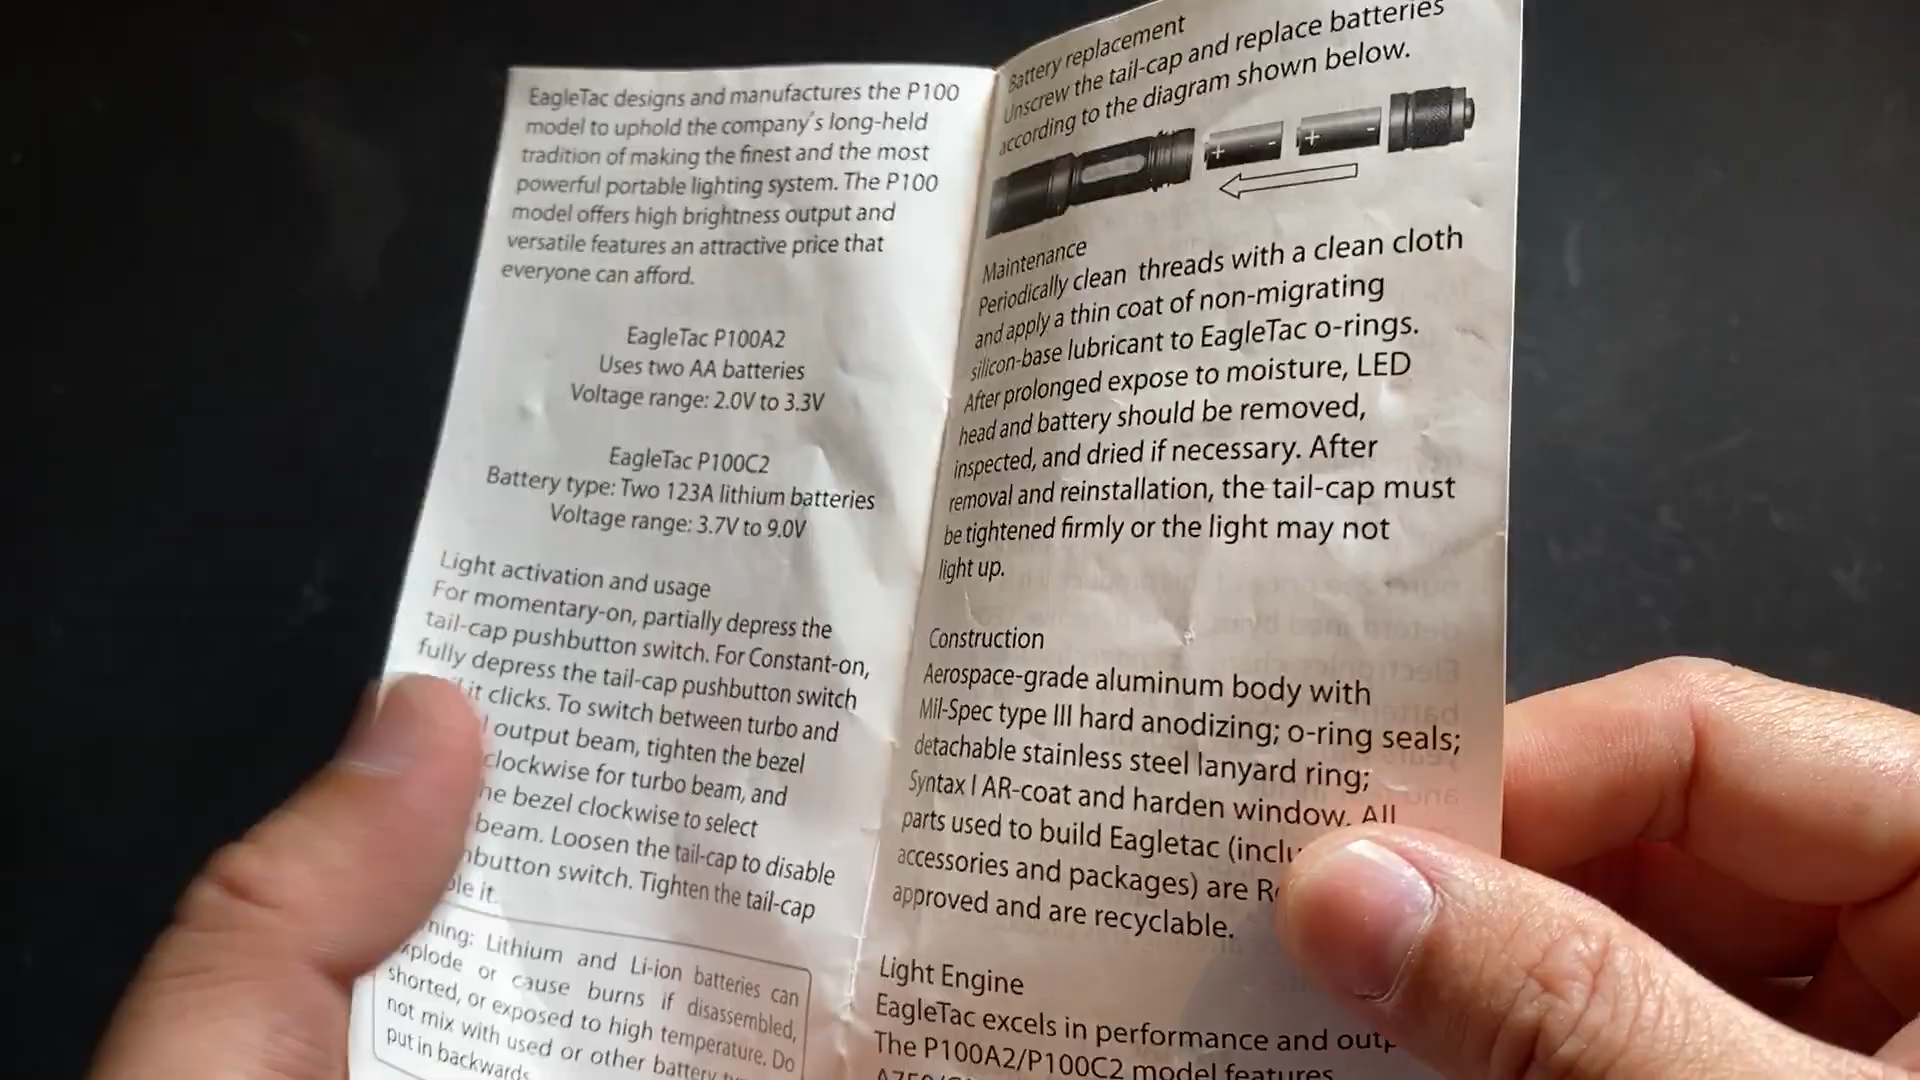 EagleTac designs and manufactures the P100
model to uphold the company's long-held
tradition of making the finest and the most
powerful portable lighting system. The P100
model offers high brightness output and
versatile features an attractive price that
everyone can afford.
EagleTac P100A2
Uses two AA batteries
Voltage range: 2.0V to 3.3V
EagleTac P100C2
Battery type: Two 123A lithium batteries
Voltage range: 3.7V to 9.0V
Light activation and usage
For momentary-on, partially depress the
tail-cap pushbutton switch. For Constant-on,
fully depress the tail-cap pushbutton switch
it clicks. To switch between turbo and
output beam, tighten the bezel
clockwise for turbo beam, and
bezel clockwise to select
beam. Loosen the tail-cap to disable
switch. Tighten the tail-cap
it.
Lithium and Li-ion batteries can
or cause burns if disassembled,
shorted, or exposed to high temperature. Do
not mix with used or other battery
put in backwards
Battery replacement
Unscrew the tail-cap and replace batteries
according to the diagram shown below.
+ - + -
Maintenance
Periodically clean threads with a clean cloth
and apply a thin coat of non-migrating
silicon-base lubricant to EagleTac o-rings.
After prolonged expose to moisture, LED
head and battery should be removed,
inspected, and dried if necessary. After
removal and reinstallation, the tail-cap must
be tightened firmly or the light may not
light up.
Construction
Aerospace-grade aluminum body with
Mil-Spec type III hard anodizing; o-ring seals;
detachable stainless steel lanyard ring;
Syntax I AR-coat and harden window. All
parts used to build Eagletac
accessories and packages) are
approved and are recyclable.
Light Engine
EagleTac excels in performance and
The P100A2/P100C2 model features